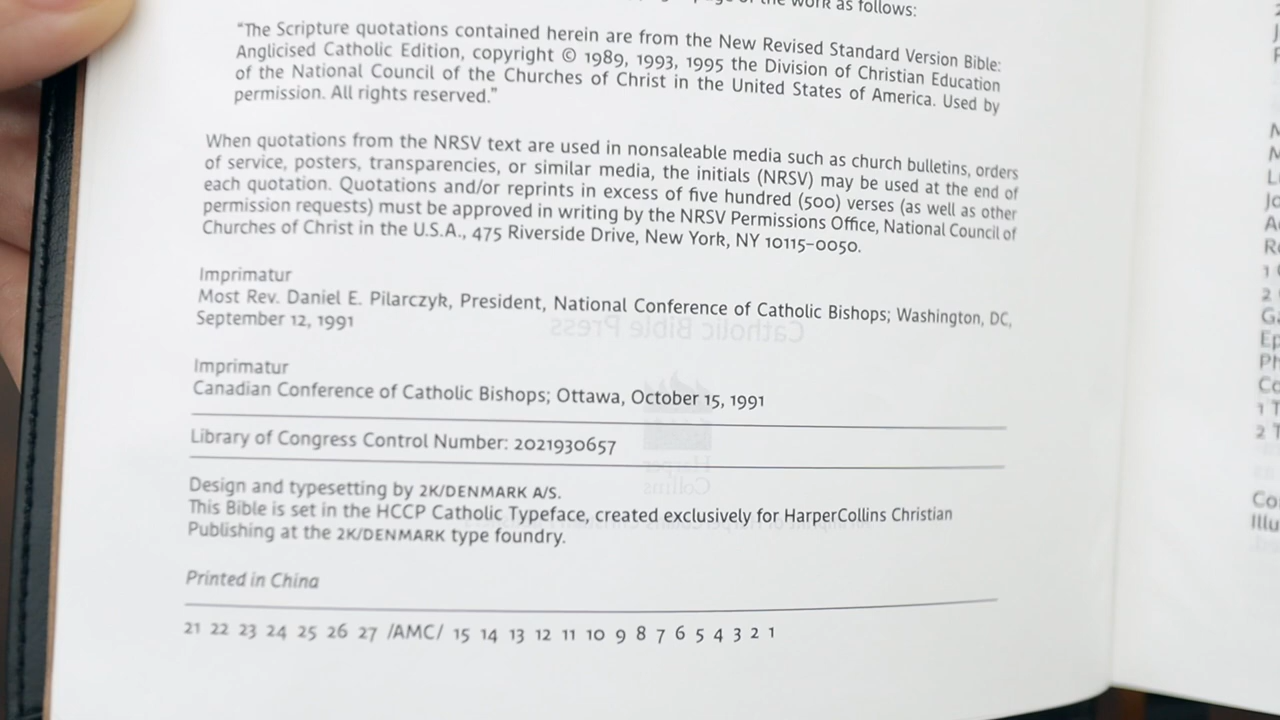 of the work as follows:
“The Scripture quotations contained herein are from the New Revised Standard Version Bible:
Anglicised Catholic Edition, copyright © 1989, 1993, 1995 the Division of Christian Education
of the National Council of the Churches of Christ in the United States of America. Used by
permission. All rights reserved.”
When quotations from the NRSV text are used in nonsaleable media such as church bulletins, orders
of service, posters, transparencies, or similar media, the initials (NRSV) may be used at the end of
each quotation. Quotations and/or reprints in excess of five hundred (500) verses (as well as other
permission requests) must be approved in writing by the NRSV Permissions Office, National Council of
Churches of Christ in the U.S.A., 475 Riverside Drive, New York, NY 10115–0050.
Imprimatur
Most Rev. Daniel E. Pilarczyk, President, National Conference of Catholic Bishops; Washington, DC,
September 12, 1991
Catholic Bible Press
Imprimatur
Canadian Conference of Catholic Bishops; Ottawa, October 15, 1991
Library of Congress Control Number: 2021930657
Harper
Collins
Design and typesetting by 2K/DENMARK A/S.
This Bible is set in the HCCP Catholic Typeface, created exclusively for HarperCollins Christian
Publishing at the 2K/DENMARK type foundry.
Printed in China
21 22 23 24 25 26 27 /AMC/ 15 14 13 12 11 10 9 8 7 6 5 4 3 2 1